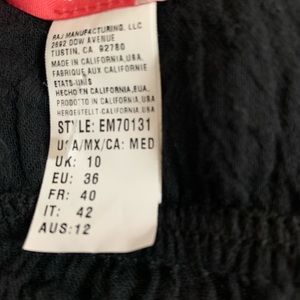 RAJ MANUFACTURING, LLC
2692 DOW AVENUE
TUSTIN, CA 92780
MADE IN CALIFORNIA, USA
FABRIQUÉ AUX CALIFORNIE
ETATS-UNIS
HECHO EN CALIFORNIA, EUA.
PRODOTTO IN CALIFORNIA, USA
HERGESTELLT CALIFORNIA, USA
STYLE: EM70131
USA/MX/CA: MED
UK: 10
EU: 36
FR: 40
IT: 42
AUS:12